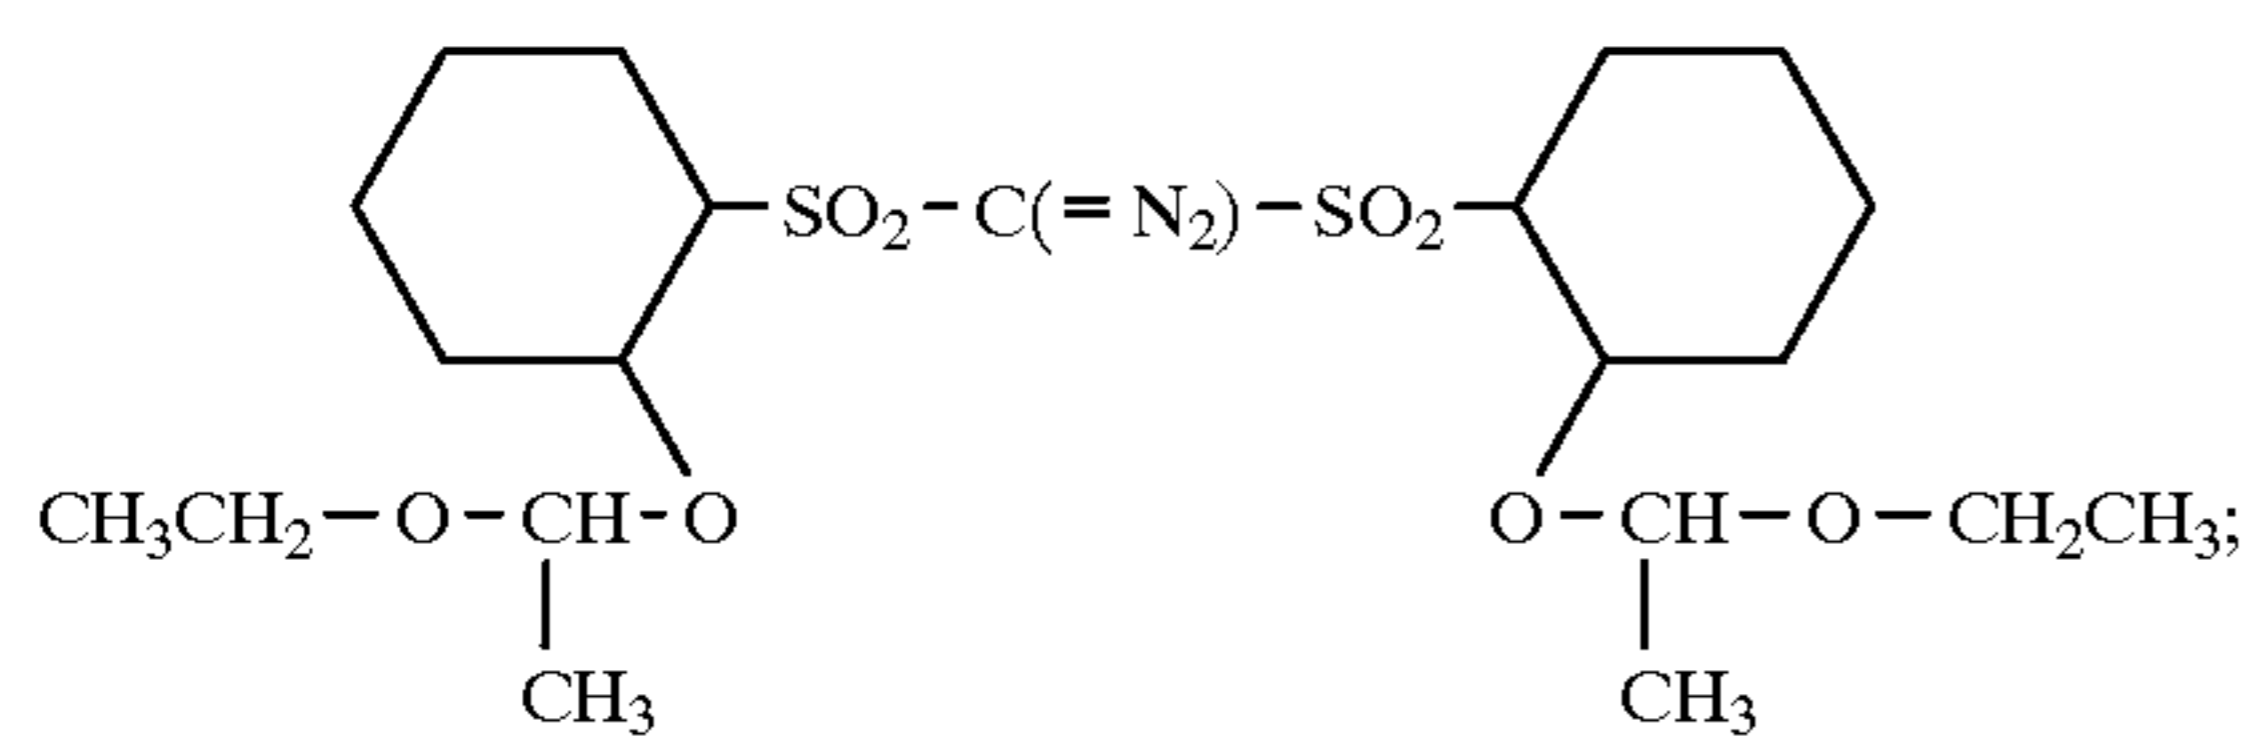 SO₂–C(=N₂)–SO₂
CH₃CH₂–O–CH–O O–CH–O–CH₂CH₃;
CH₃ CH₃